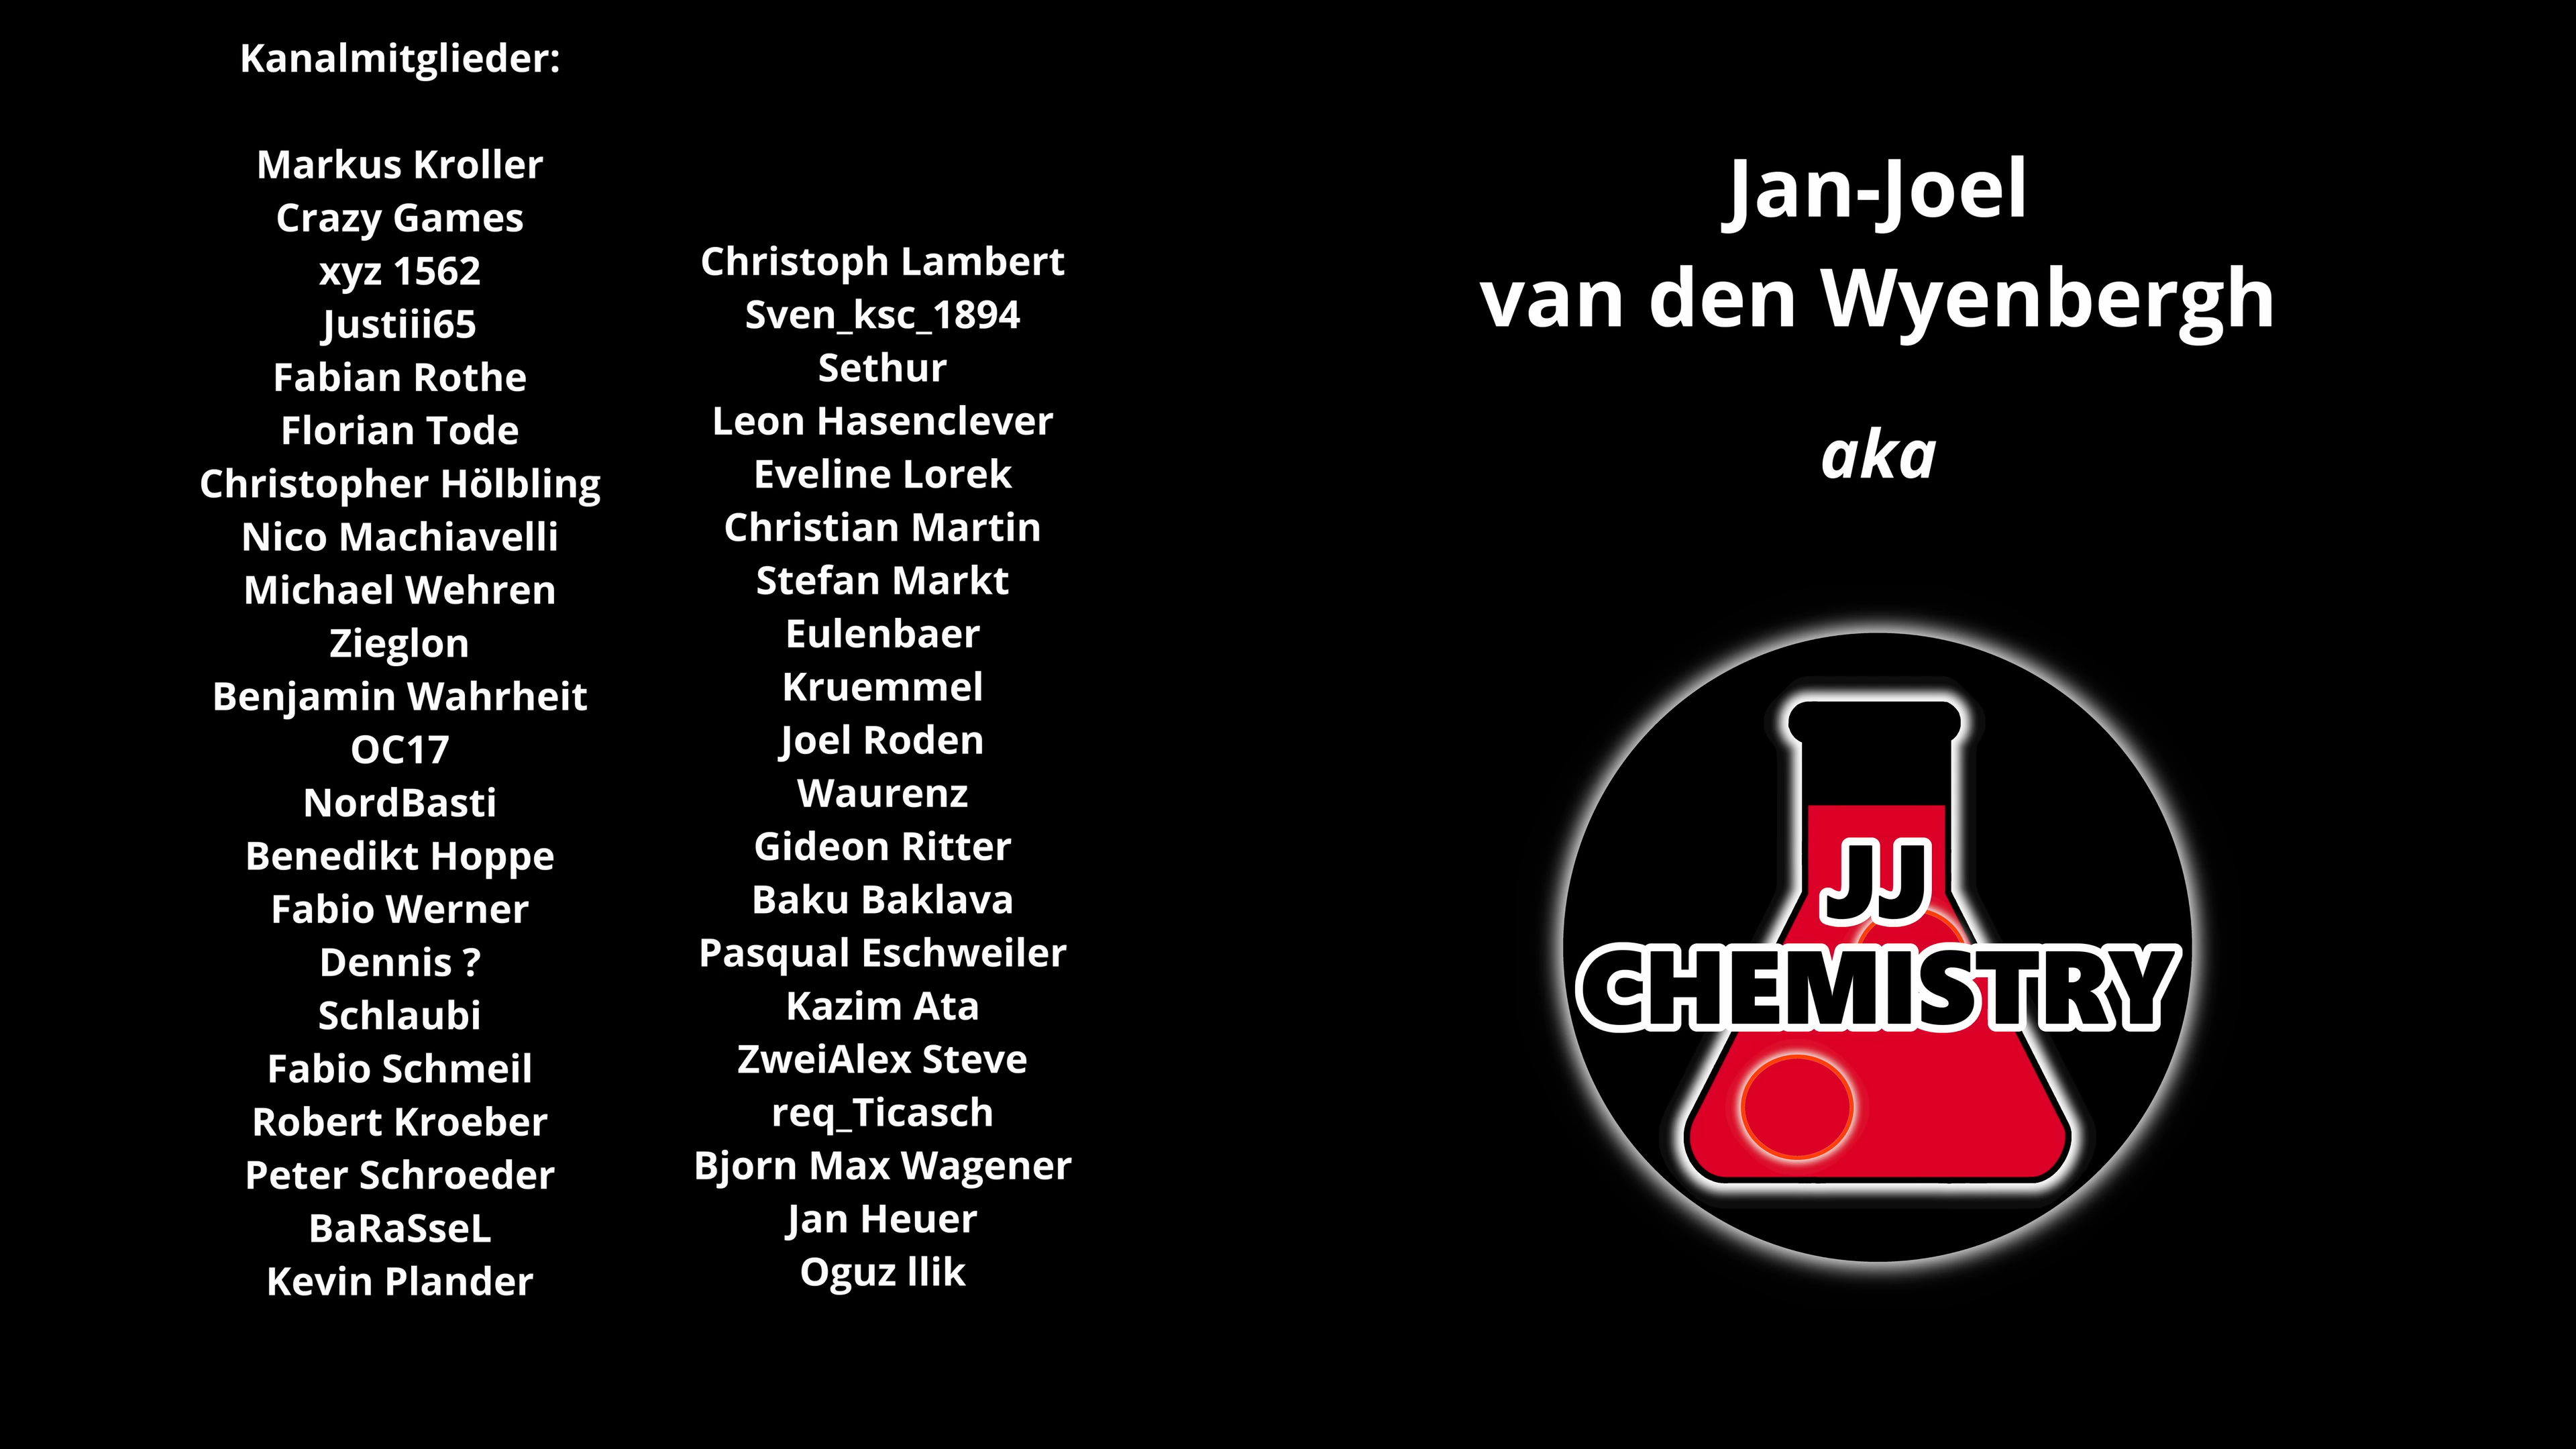 Kanalmitglieder:
Markus Kroller
Crazy Games
xyz 1562
Justiii65
Fabian Rothe
Florian Tode
Christopher Hölbling
Nico Machiavelli
Michael Wehren
Zieglon
Benjamin Wahrheit
OC17
NordBasti
Benedikt Hoppe
Fabio Werner
Dennis ?
Schlaubi
Fabio Schmeil
Robert Kroeber
Peter Schroeder
BaRaSseL
Kevin Plander
Christoph Lambert
Sven_ksc_1894
Sethur
Leon Hasenclever
Eveline Lorek
Christian Martin
Stefan Markt
Eulenbaer
Kruemmel
Joel Roden
Waurenz
Gideon Ritter
Baku Baklava
Pasqual Eschweiler
Kazim Ata
ZweiAlex Steve
req_Ticasch
Bjorn Max Wagener
Jan Heuer
Oguz llik
Jan-Joel
van den Wyenbergh
aka
JJ
CHEMISTRY